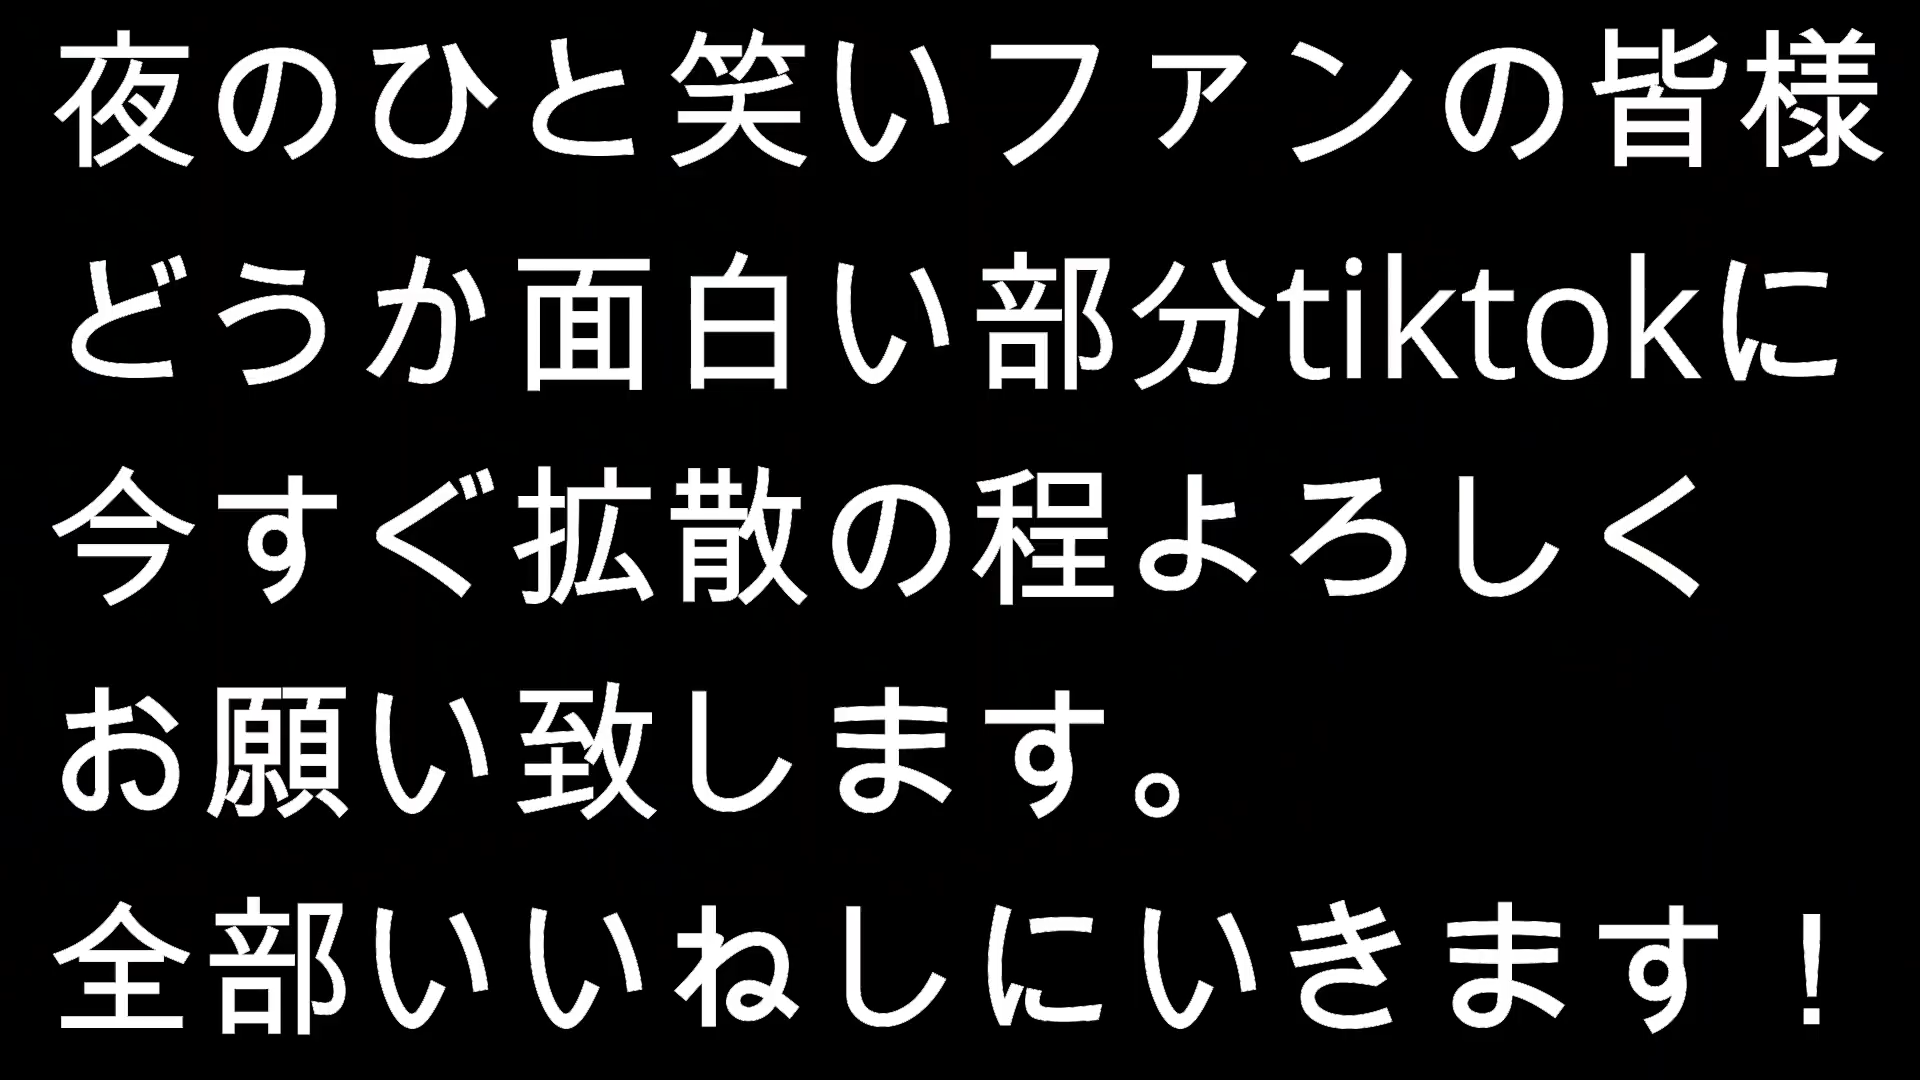 夜のひと笑いファンの皆様
どうか面白い部分tiktokに
今すぐ拡散の程よろしく
お願い致します。
全部いいねしにいきます！